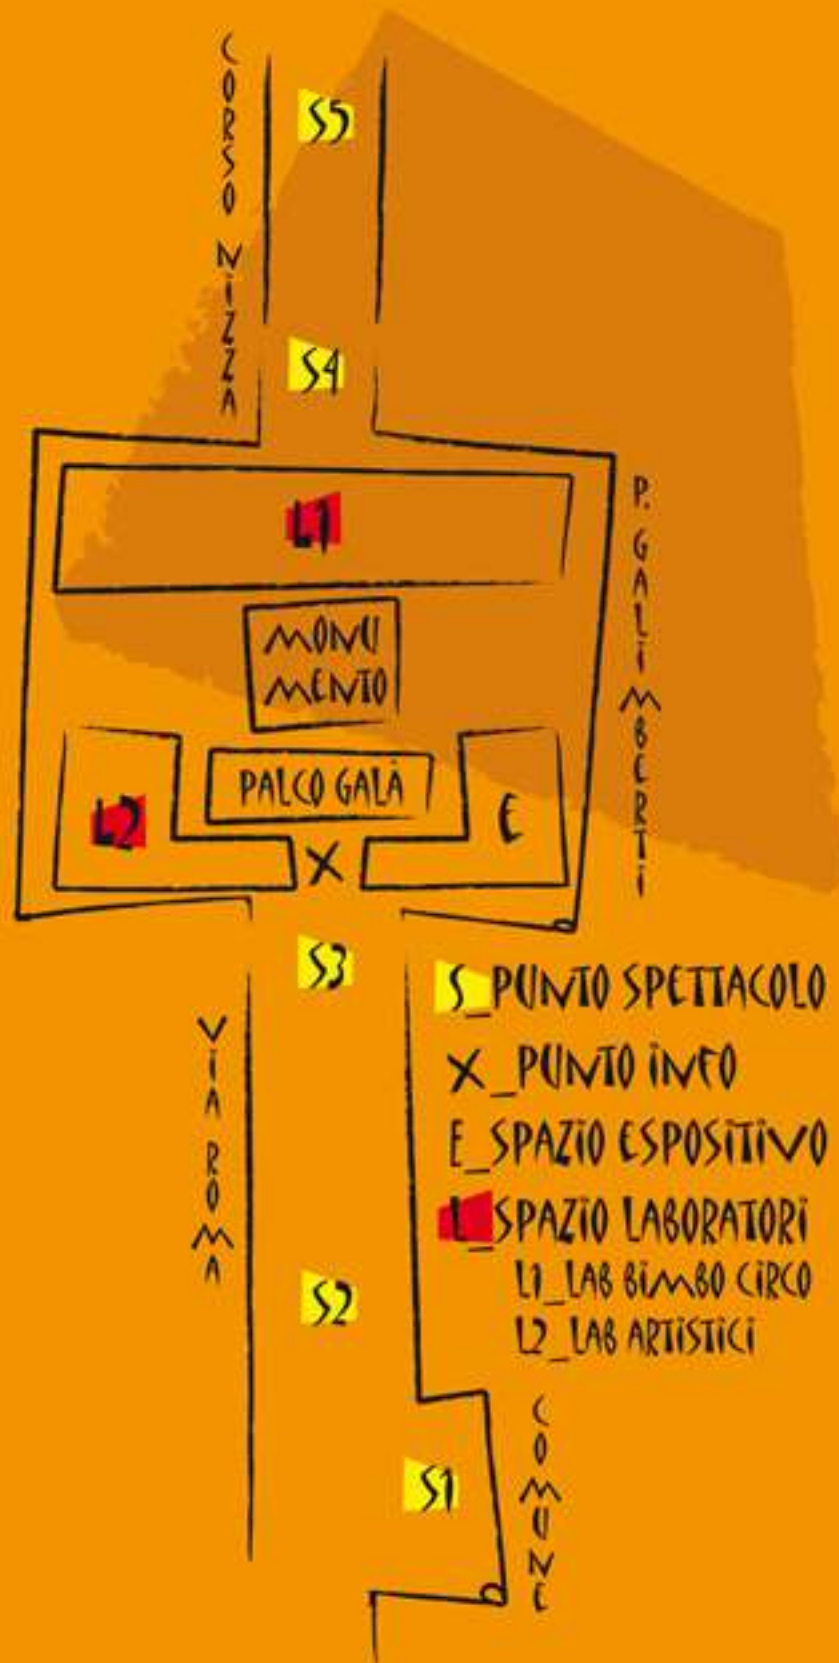 CORSO NIZZA
S5
S4
L1
P. GALIMBERTI
MONU
MENTO
PALCO GALÀ
L2
E
X
S3
S_PUNTO SPETTACOLO
X_PUNTO INFO
E_SPAZIO ESPOSITIVO
L_SPAZIO LABORATORI
L1_LAB BIMBO CIRCO
L2_LAB ARTISTICI
VIA ROMA
S2
S1
COMUNE